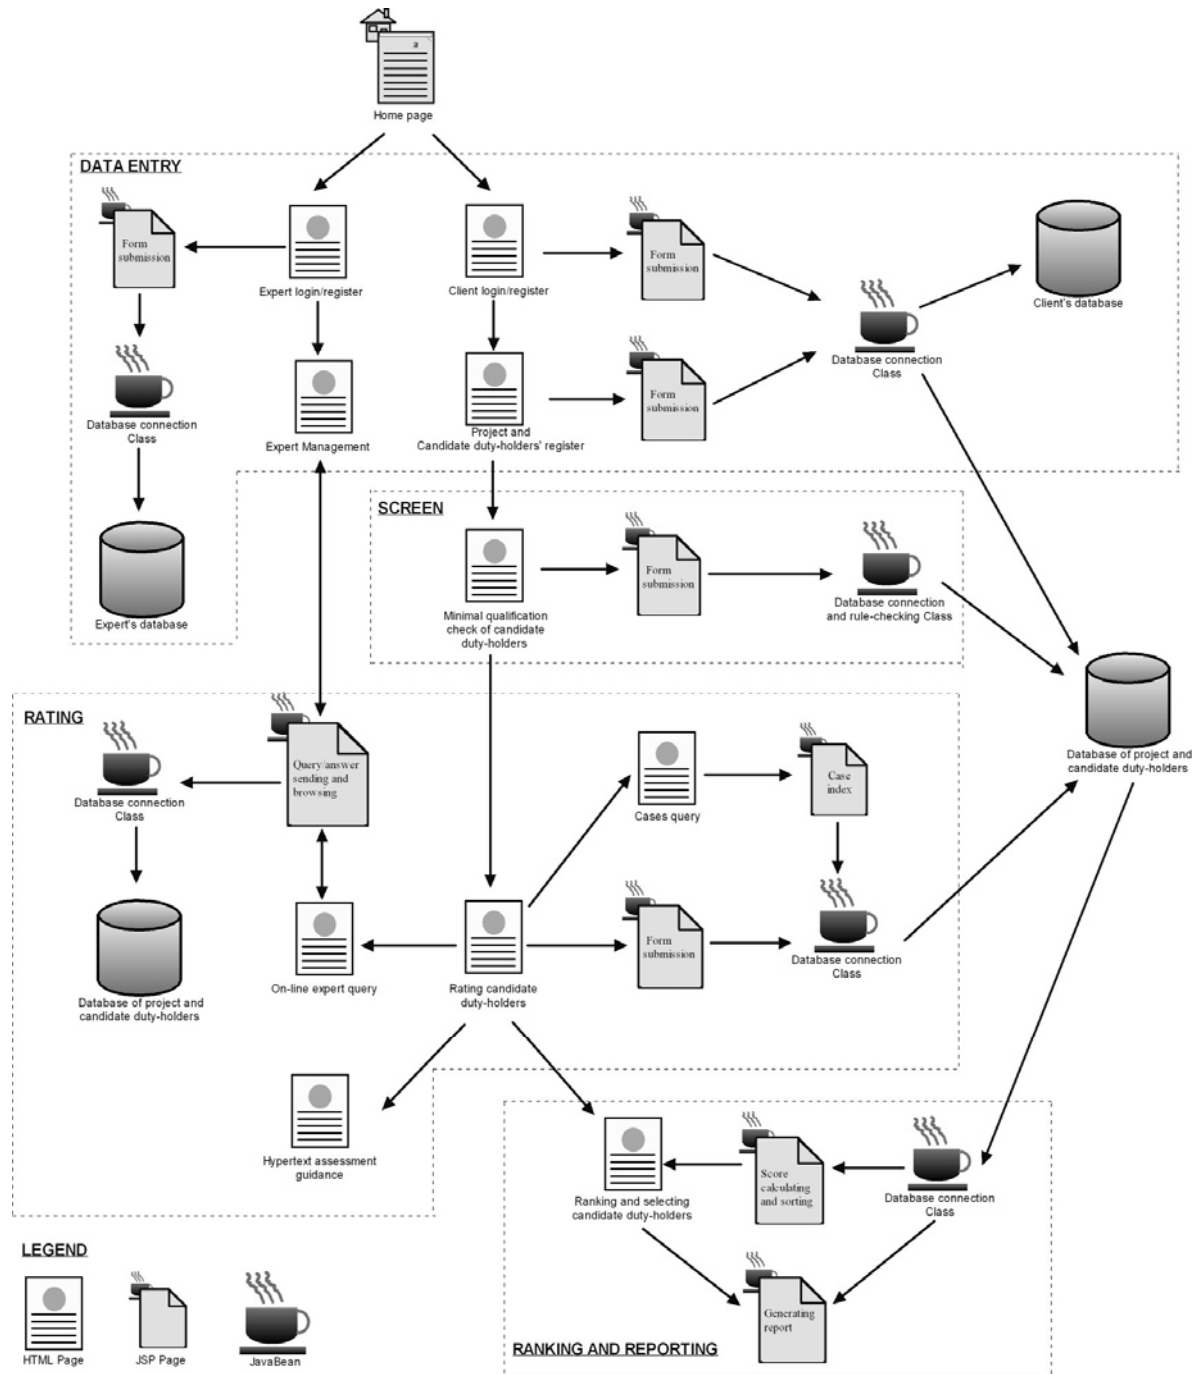 a
Home page
DATA ENTRY
Form
submission
Expert login/register
Client login/register
Form
submission
Client's database
Database connection
Class
Form
submission
Database connection
Class
Expert Management
Project and
Candidate duty-holders' register
SCREEN
Expert's database
Minimal qualification
check of candidate
duty-holders
Form
submission
Database connection
and rule-checking Class
RATING
Database connection
Class
Query/answer
sending and
browsing
Cases query
Case
index
Database of project and
candidate duty-holders
Database of project and
candidate duty-holders
On-line expert query
Rating candidate
duty-holders
Form
submission
Database connection
Class
Hypertext assessment
guidance
Ranking and selecting
candidate duty-holders
Score
calculating
and sorting
Database connection
Class
Generating
report
RANKING AND REPORTING
LEGEND
HTML Page
JSP Page
JavaBean